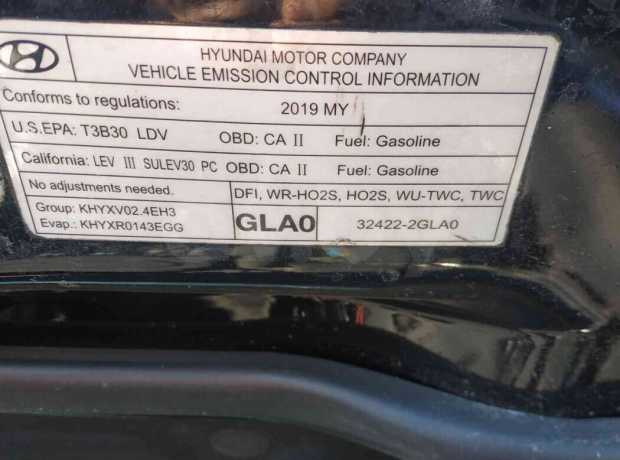 HYUNDAI MOTOR COMPANY
VEHICLE EMISSION CONTROL INFORMATION
Conforms to regulations: 2019 MY
U.S.EPA: T3B30 LDV OBD: CA II Fuel: Gasoline
California: LEV III SULEV30 PC OBD: CA II Fuel: Gasoline
No adjustments needed. DFI, WR-HO2S, HO2S, WU-TWC, TWC
Group: KHYXV02.4EH3
Evap.: KHYXR0143EGG
GLA0 32422-2GLA0